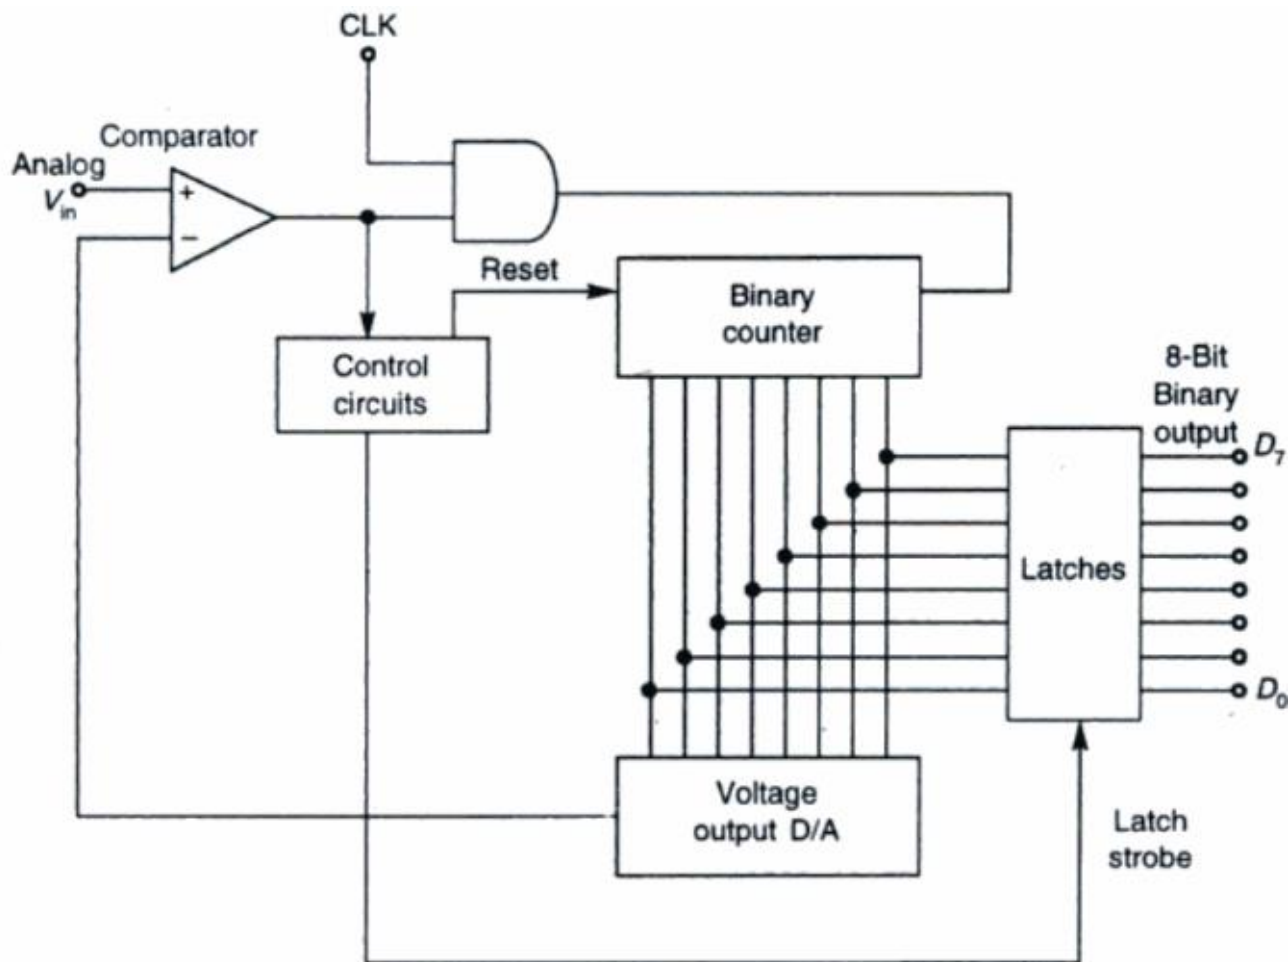 CLK
Comparator
Analog
V_in
+
−
Reset
Binary
counter
Control
circuits
8-Bit
Binary
output
D_7
Latches
D_0
Voltage
output D/A
Latch
strobe